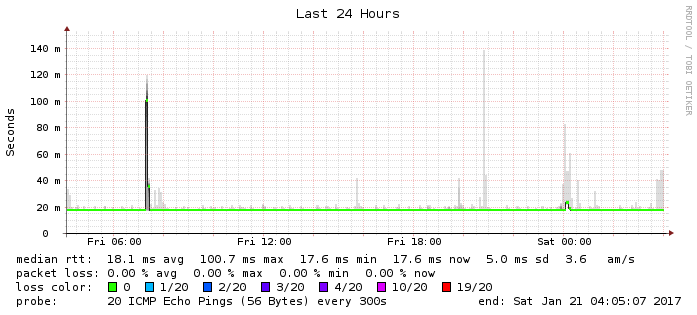 Last 24 Hours
RRDTOOL / TOBI OETIKER
Seconds
140 m
120 m
100 m
80 m
60 m
40 m
20 m
0
Fri 06:00 Fri 12:00 Fri 18:00 Sat 00:00
median rtt: 18.1 ms avg 100.7 ms max 17.6 ms min 17.6 ms now 5.0 ms sd 3.6 am/s
packet loss: 0.00 % avg 0.00 % max 0.00 % min 0.00 % now
loss color: 0 1/20 2/20 3/20 4/20 10/20 19/20
probe: 20 ICMP Echo Pings (56 Bytes) every 300s end: Sat Jan 21 04:05:07 2017